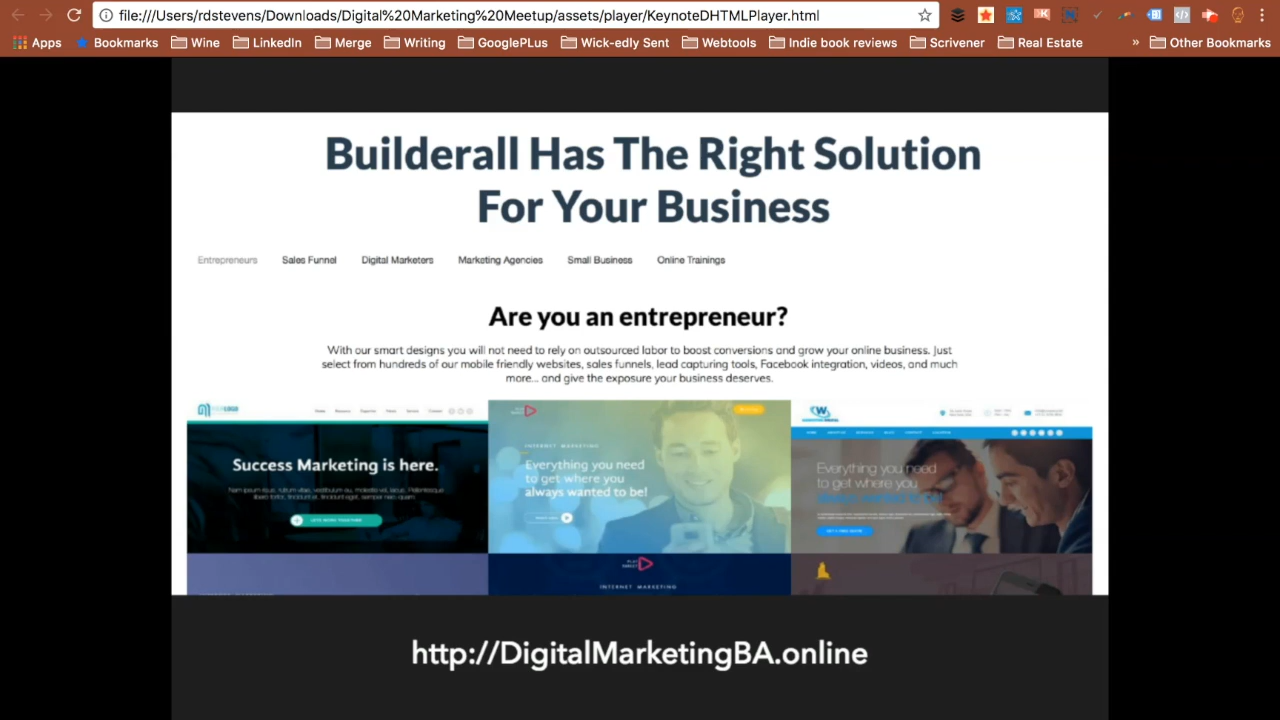 file:///Users/rdstevens/Downloads/Digital%20Marketing%20Meetup/assets/player/KeynoteDHTMLPlayer.html
Apps Bookmarks Wine LinkedIn Merge Writing GooglePLus Wick-edly Sent Webtools Indie book reviews Scrivener Real Estate » Other Bookmarks
Builderall Has The Right Solution
For Your Business
Entrepreneurs Sales Funnel Digital Marketers Marketing Agencies Small Business Online Trainings
Are you an entrepreneur?
With our smart designs you will not need to rely on outsourced labor to boost conversions and grow your online business. Just
select from hundreds of our mobile friendly websites, sales funnels, lead capturing tools, Facebook integration, videos, and much
more... and give the exposure your business deserves.
Success Marketing is here.
INTERNET MARKETING
Everything you need
to get where you
always wanted to be!
Everything you need
to get where you
INTERNET MARKETING
http://DigitalMarketingBA.online